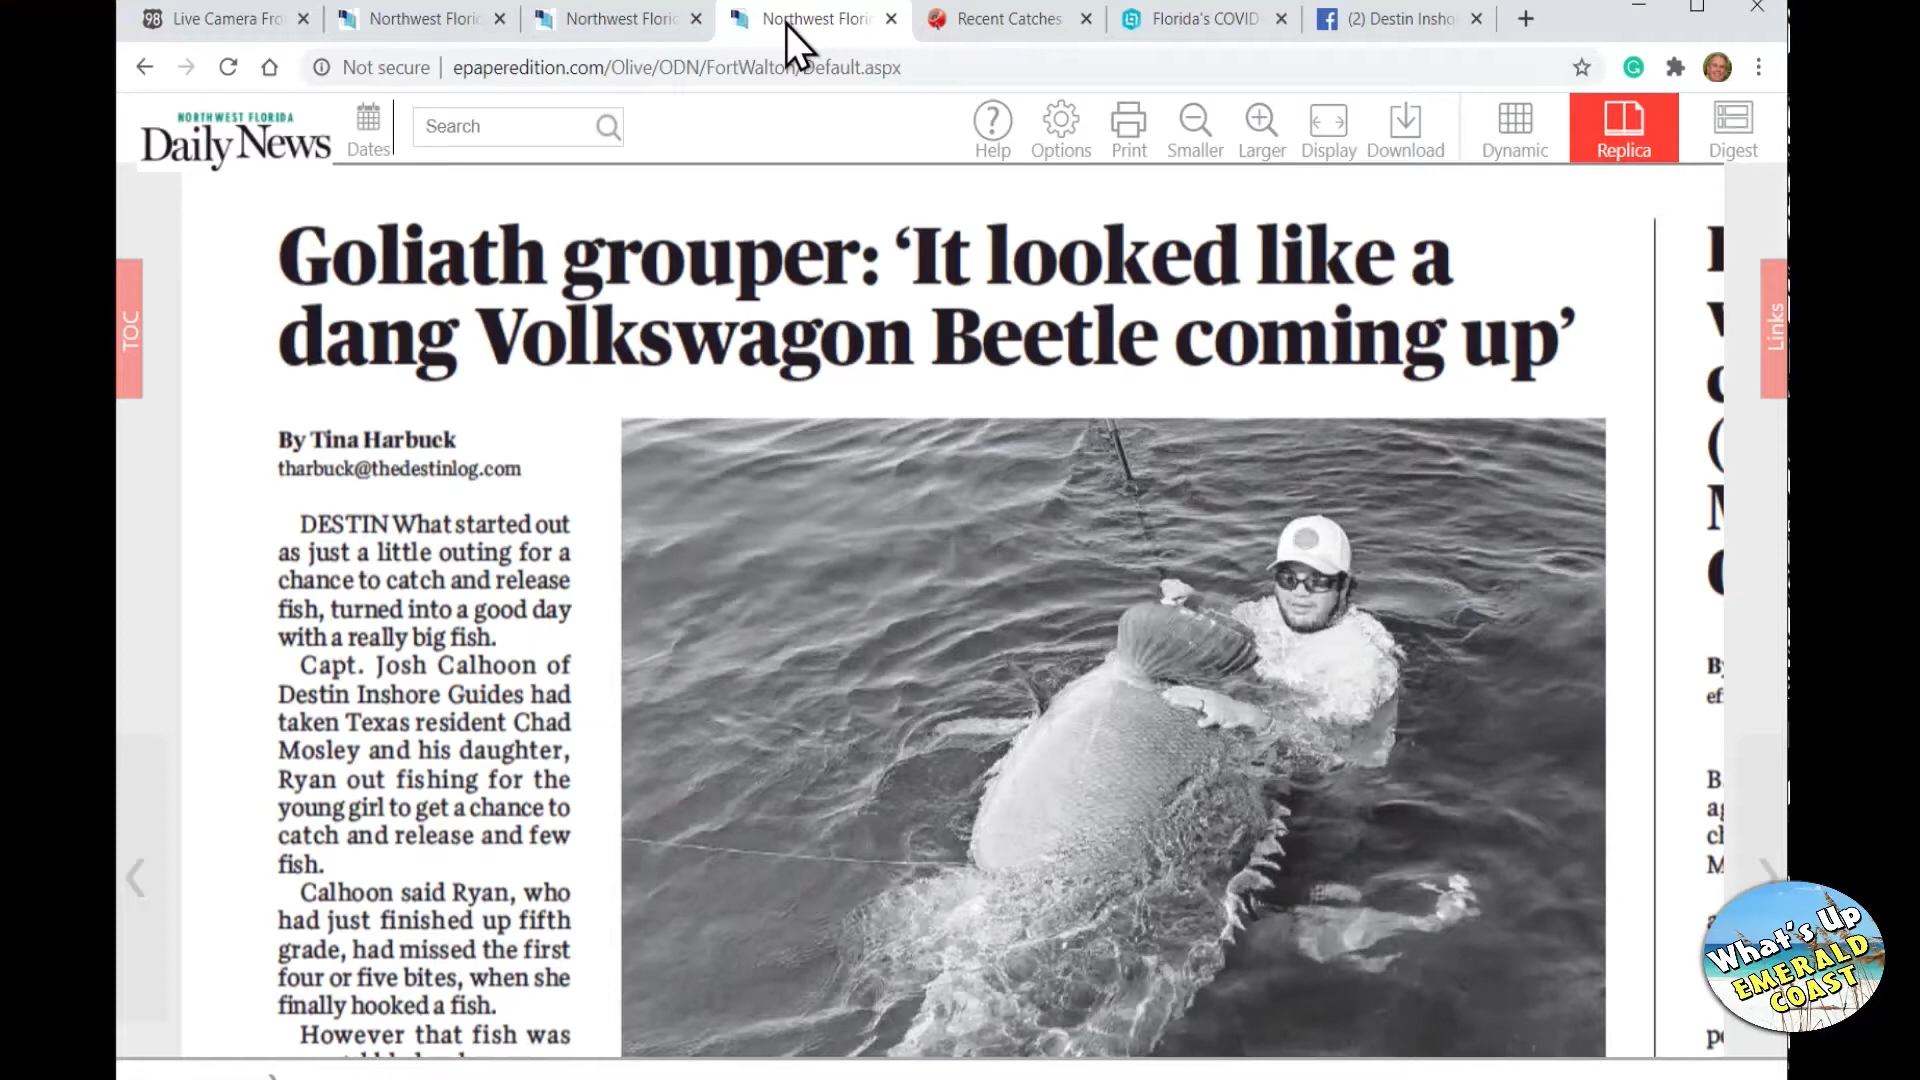 Live Camera Fro
Northwest Floric
Northwest Floric
Northwest Florin
Recent Catches
Florida's COVID
(2) Destin Insho
Not secure
epaperedition.com/Olive/ODN/FortWalton/Default.aspx
NORTHWEST FLORIDA
Daily News
Dates
Search
Help
Options
Print
Smaller
Larger
Display
Download
Dynamic
Replica
Digest
TOC
Links
Goliath grouper: ‘It looked like a
dang Volkswagon Beetle coming up’
By Tina Harbuck
tharbuck@thedestinlog.com
DESTIN What started out
as just a little outing for a
chance to catch and release
fish, turned into a good day
with a really big fish.
Capt. Josh Calhoon of
Destin Inshore Guides had
taken Texas resident Chad
Mosley and his daughter,
Ryan out fishing for the
young girl to get a chance to
catch and release and few
fish.
Calhoon said Ryan, who
had just finished up fifth
grade, had missed the first
four or five bites, when she
finally hooked a fish.
However that fish was
What's Up
EMERALD
COAST